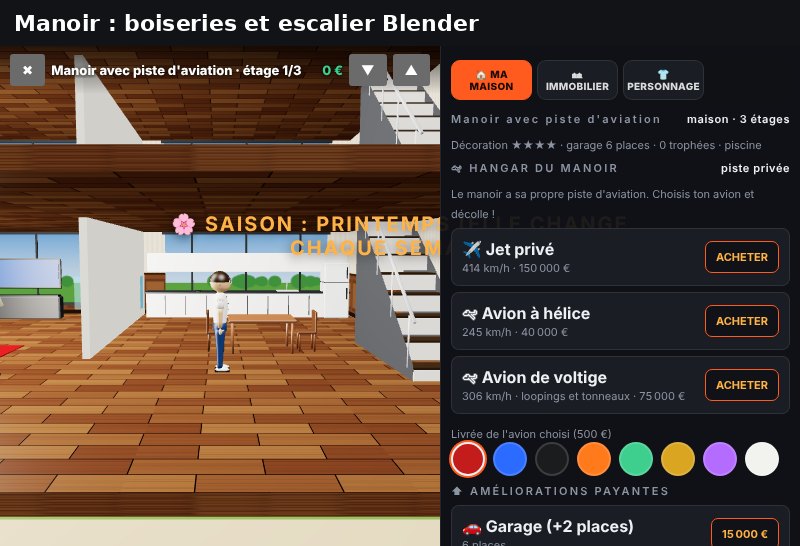 Manoir : boiseries et escalier Blender
✖ Manoir avec piste d'aviation · étage 1/3 0 € ▼ ▲
🏠 MA MAISON
🏘 IMMOBILIER
👕 PERSONNAGE
Manoir avec piste d'aviation maison · 3 étages
Décoration ★★★★ · garage 6 places · 0 trophées · piscine
🛩 HANGAR DU MANOIR piste privée
Le manoir a sa propre piste d'aviation. Choisis ton avion et
décolle !
🌸 SAISON : PRINTEMPS (ELLE CHANGE
CHAQUE SEMA
✈️ Jet privé
414 km/h · 150 000 €
ACHETER
🛩 Avion à hélice
245 km/h · 40 000 €
ACHETER
🛩 Avion de voltige
306 km/h · loopings et tonneaux · 75 000 €
ACHETER
Livrée de l'avion choisi (500 €)
⬆ AMÉLIORATIONS PAYANTES
🚗 Garage (+2 places)
6 places
15 000 €